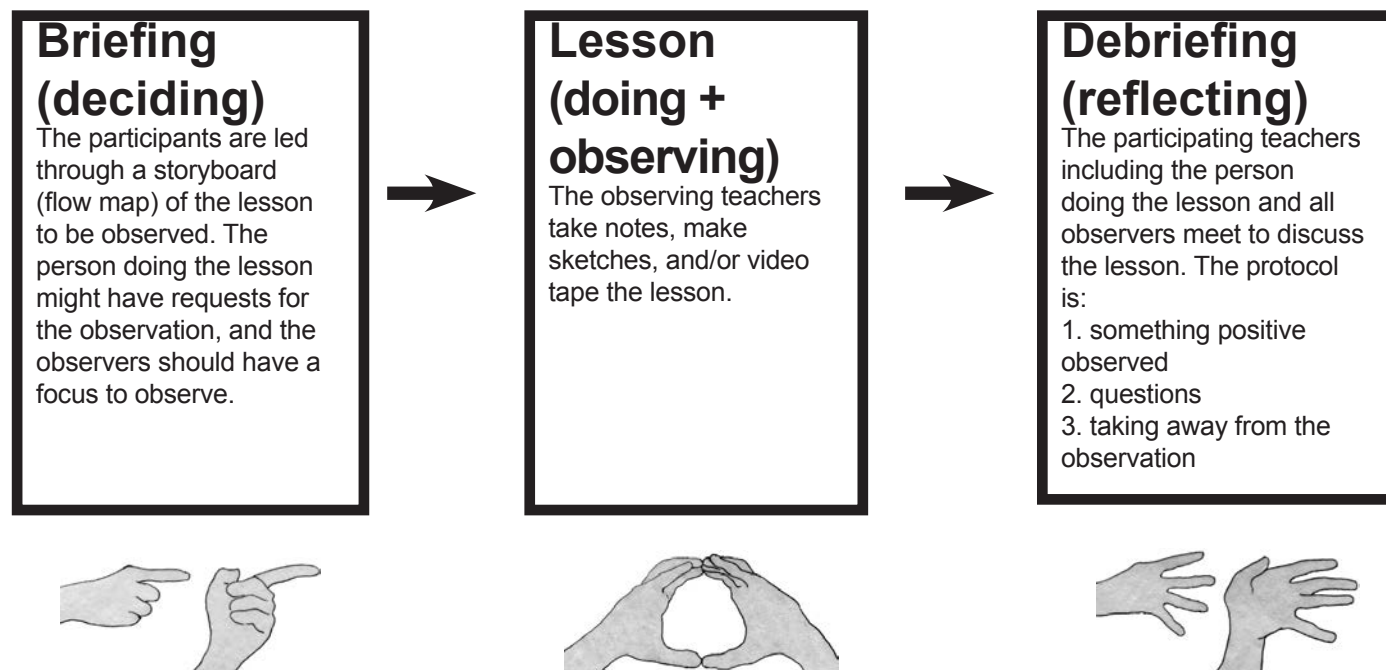 Briefing
(deciding)
The participants are led
through a storyboard
(flow map) of the lesson
to be observed. The
person doing the lesson
might have requests for
the observation, and the
observers should have a
focus to observe.
Lesson
(doing +
observing)
The observing teachers
take notes, make
sketches, and/or video
tape the lesson.
Debriefing
(reflecting)
The participating teachers
including the person
doing the lesson and all
observers meet to discuss
the lesson. The protocol
is:
1. something positive
observed
2. questions
3. taking away from the
observation